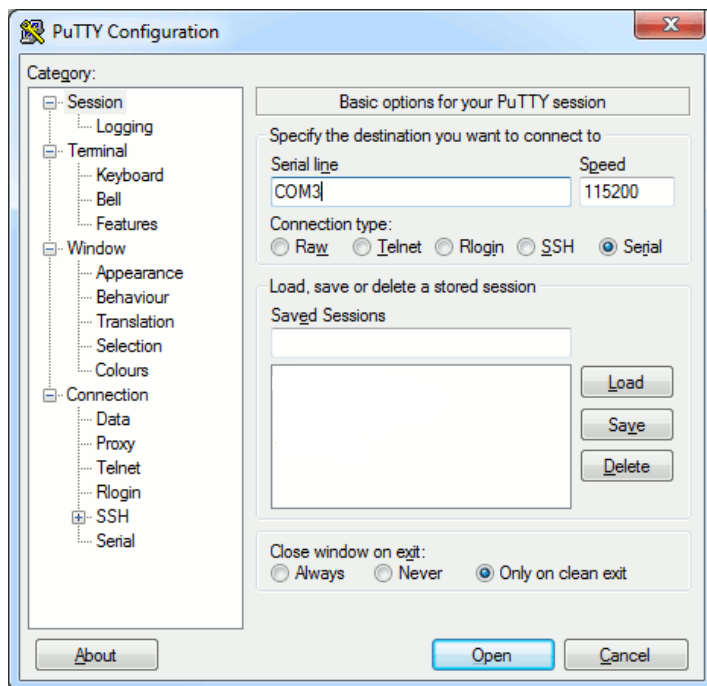 PuTTY Configuration
Category:
Session
Logging
Terminal
Keyboard
Bell
Features
Window
Appearance
Behaviour
Translation
Selection
Colours
Connection
Data
Proxy
Telnet
Rlogin
SSH
Serial
Basic options for your PuTTY session
Specify the destination you want to connect to
Serial line Speed
COM3 115200
Connection type:
Raw Telnet Rlogin SSH Serial
Load, save or delete a stored session
Saved Sessions
Load
Save
Delete
Close window on exit:
Always Never Only on clean exit
About Open Cancel